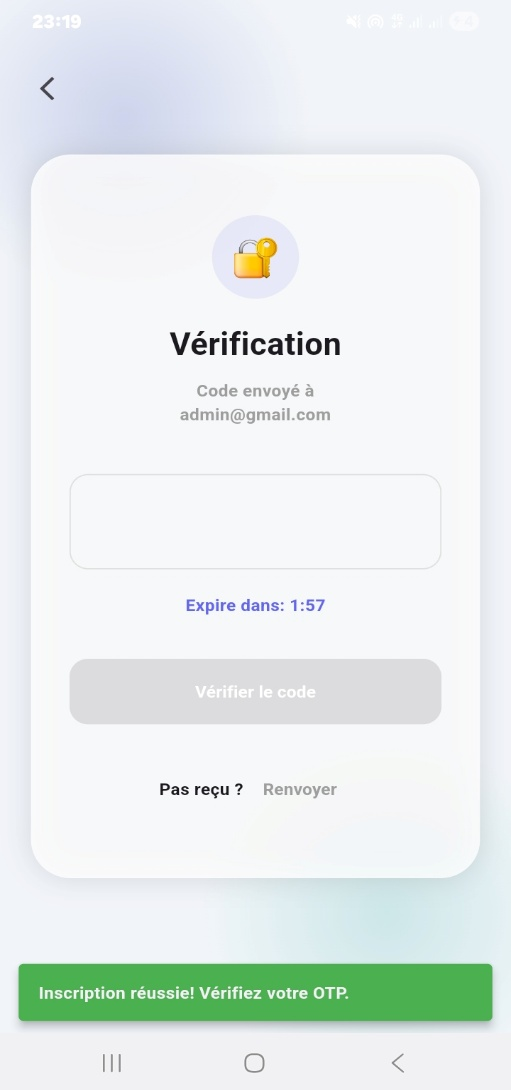 23:19
Vérification
Code envoyé à
admin@gmail.com
Expire dans: 1:57
Vérifier le code
Pas reçu ? Renvoyer
Inscription réussie! Vérifiez votre OTP.